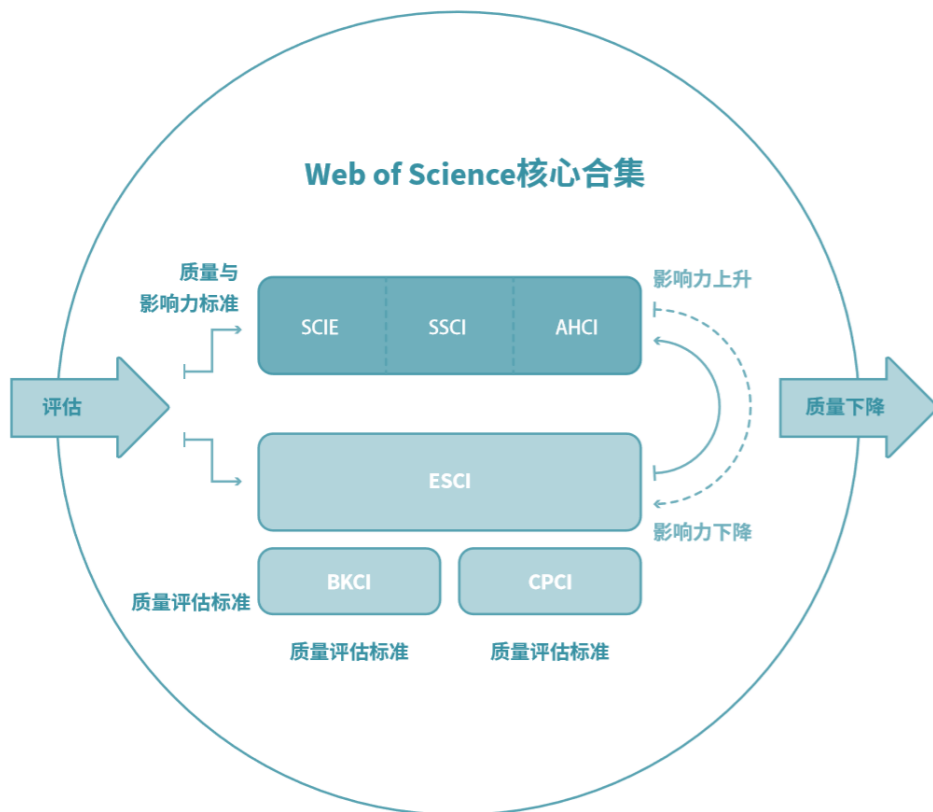 Web of Science核心合集
质量与
影响力标准
影响力上升
SCIE
SSCI
AHCI
评估
质量下降
ESCI
影响力下降
BKCI
CPCI
质量评估标准
质量评估标准
质量评估标准